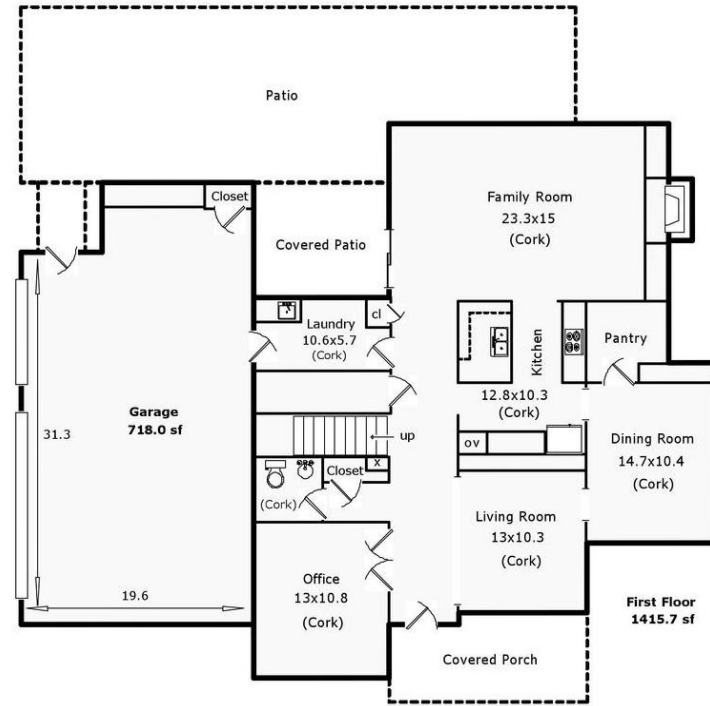 Patio
Closet
Family Room
23.3x15
(Cork)
Covered Patio
cl
Laundry
10.6x5.7
(Cork)
Kitchen
12.8x10.3
(Cork)
Pantry
Garage
718.0 sf
31.3
19.6
up
ov
Dining Room
14.7x10.4
(Cork)
x
Closet
(Cork)
Living Room
13x10.3
(Cork)
Office
13x10.8
(Cork)
First Floor
1415.7 sf
Covered Porch